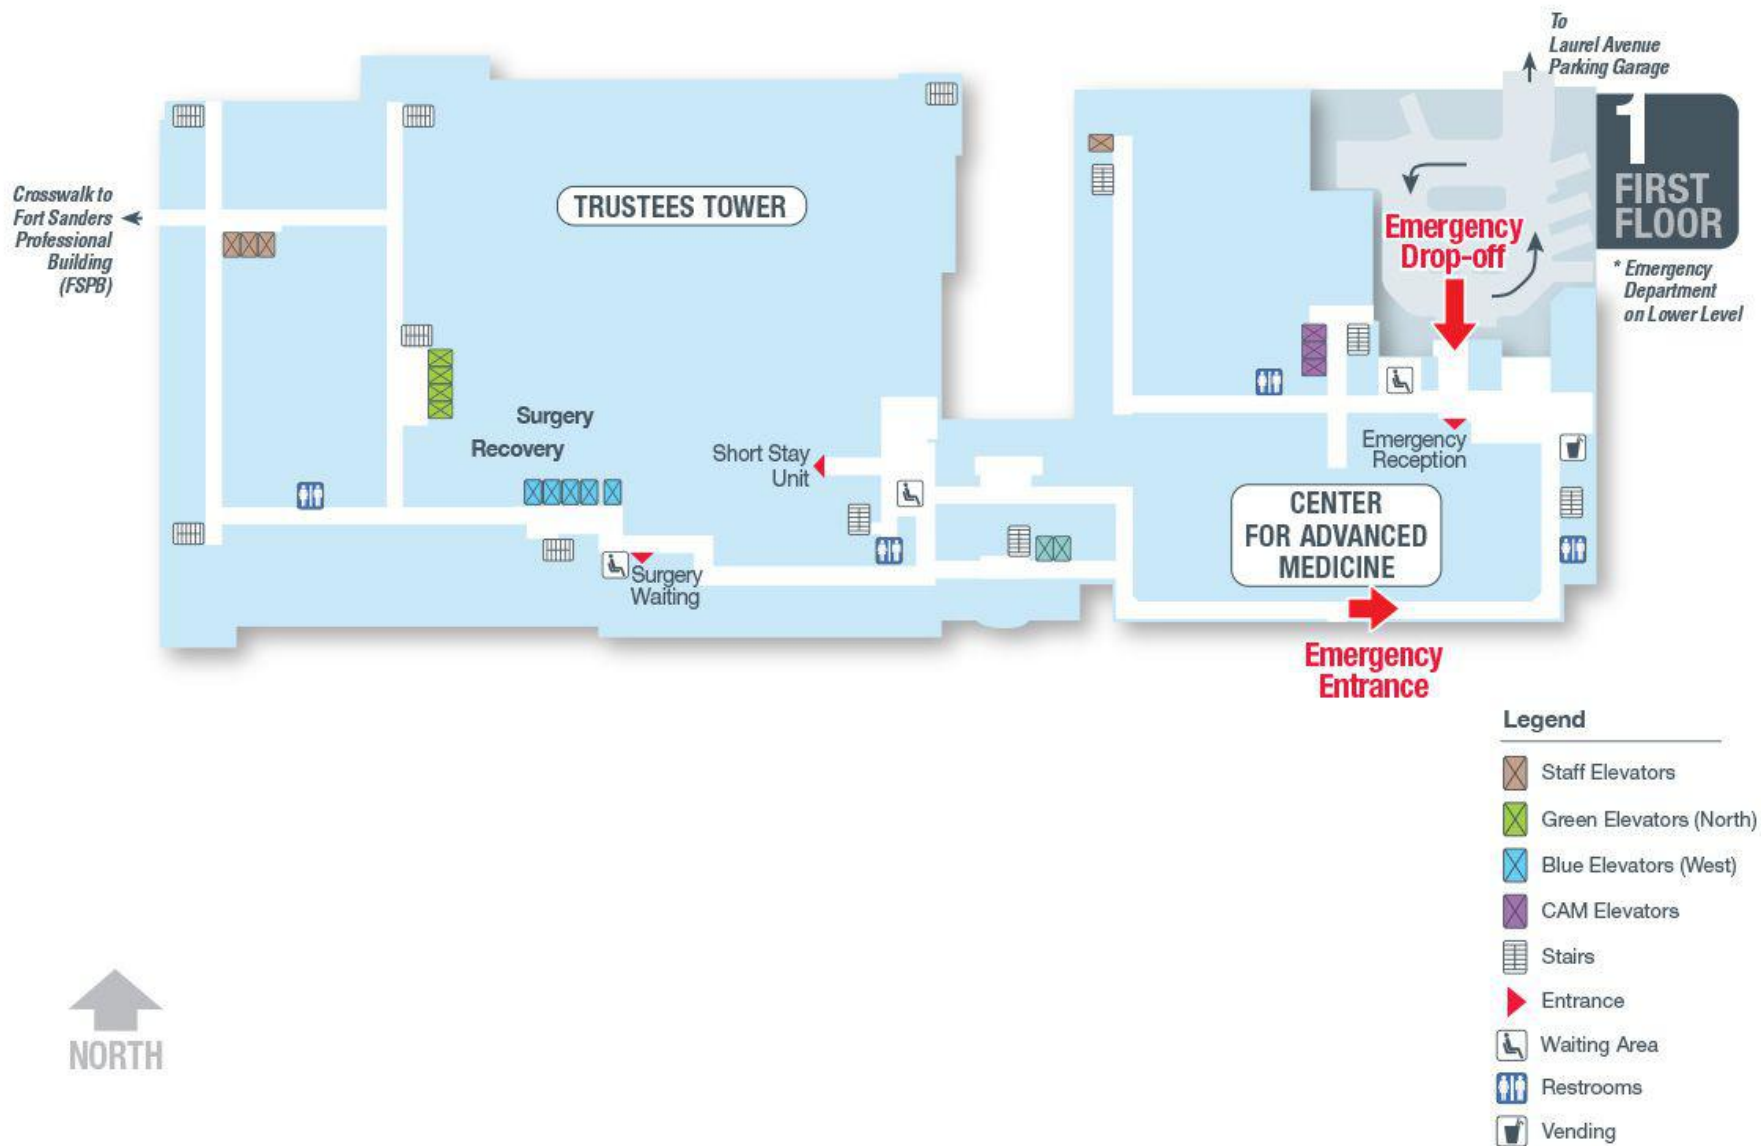 To
Laurel Avenue
Parking Garage
1
FIRST
FLOOR
* Emergency
Department
on Lower Level
Crosswalk to
Fort Sanders
Professional
Building
(FSPB)
TRUSTEES TOWER
Emergency
Drop-off
Surgery
Recovery
Short Stay
Unit
Emergency
Reception
CENTER
FOR ADVANCED
MEDICINE
Surgery
Waiting
Emergency
Entrance
Legend
Staff Elevators
Green Elevators (North)
Blue Elevators (West)
CAM Elevators
Stairs
Entrance
Waiting Area
Restrooms
Vending
NORTH